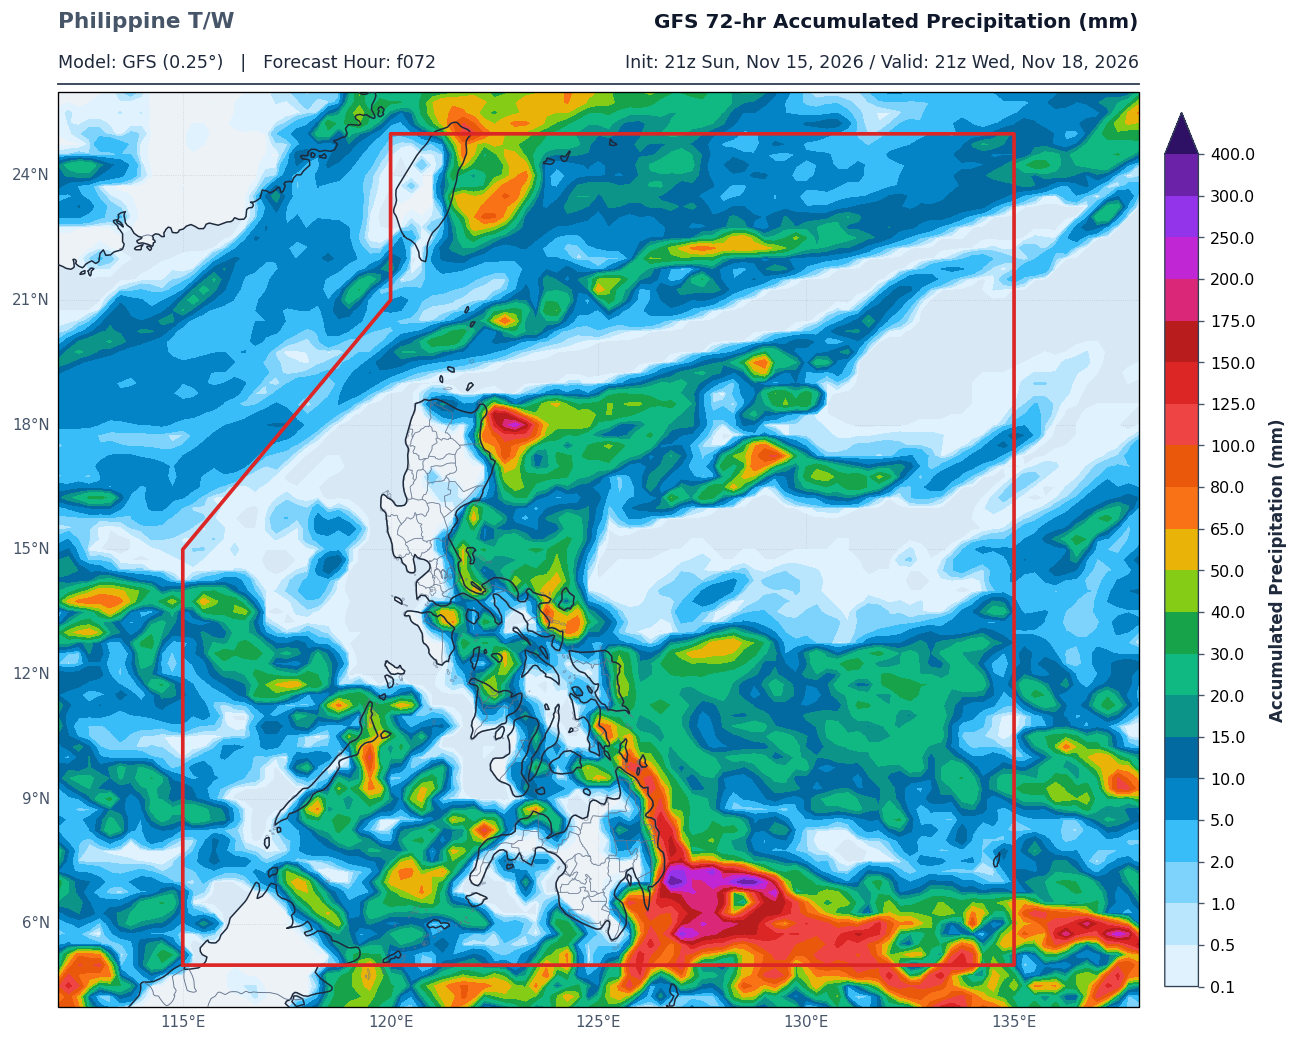 Philippine T/W
GFS 72-hr Accumulated Precipitation (mm)
Model: GFS (0.25°) | Forecast Hour: f072
Init: 21z Sun, Nov 15, 2026 / Valid: 21z Wed, Nov 18, 2026
24°N
21°N
18°N
15°N
12°N
9°N
6°N
115°E
120°E
125°E
130°E
135°E
400.0
300.0
250.0
200.0
175.0
150.0
125.0
100.0
80.0
65.0
50.0
40.0
30.0
20.0
15.0
10.0
5.0
2.0
1.0
0.5
0.1
Accumulated Precipitation (mm)